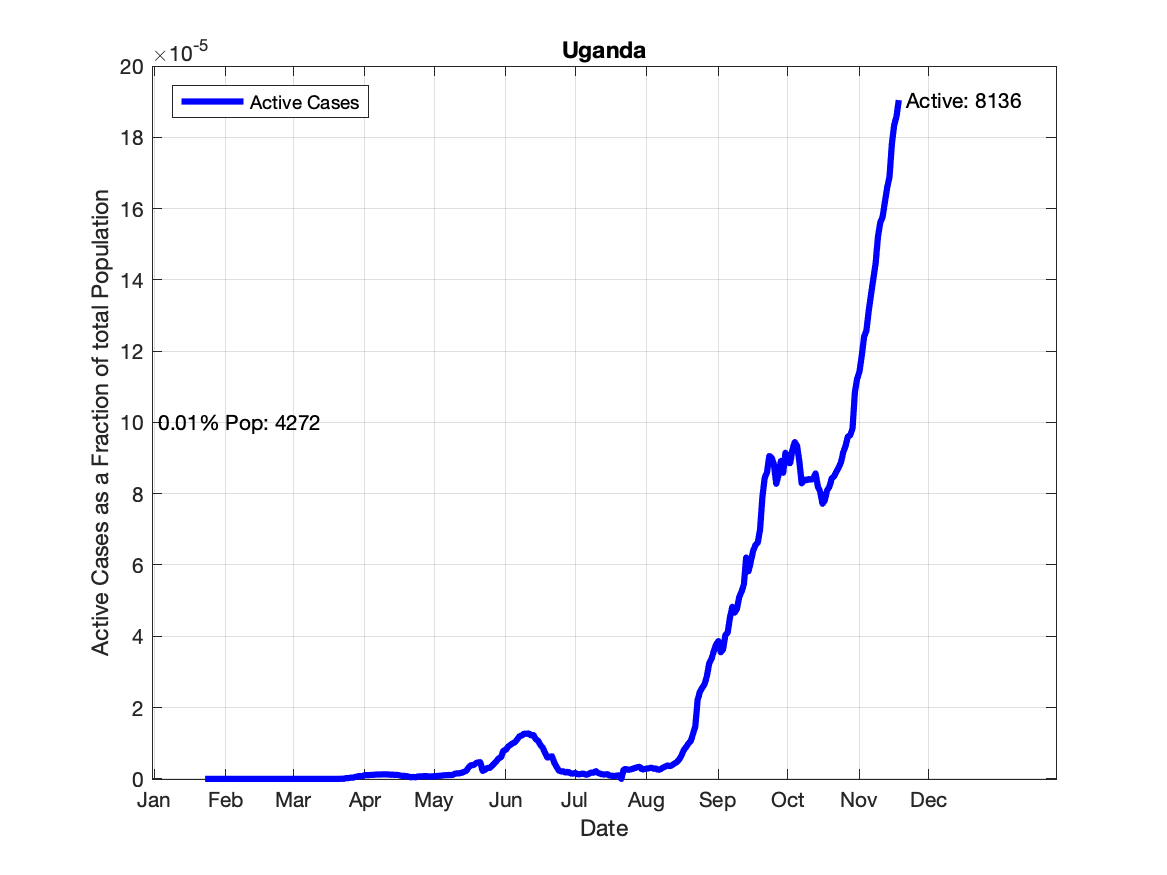 Uganda
×10-5
20
18
16
14
12
10
8
6
4
2
0
Active Cases as a Fraction of total Population
Active Cases
Active: 8136
0.01% Pop: 4272
Jan Feb Mar Apr May Jun Jul Aug Sep Oct Nov Dec
Date